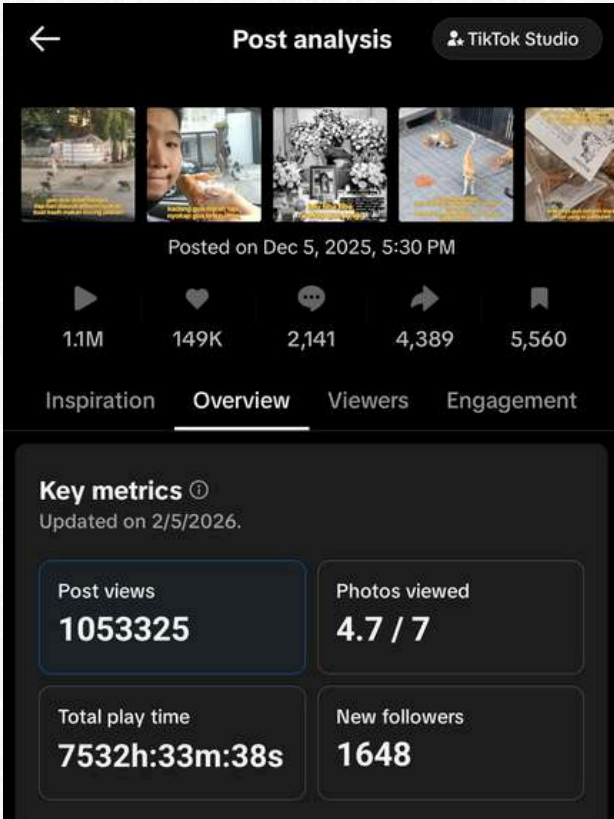 Post analysis
TikTok Studio
Posted on Dec 5, 2025, 5:30 PM
1.1M
149K
2,141
4,389
5,560
Inspiration
Overview
Viewers
Engagement
Key metrics
Updated on 2/5/2026.
Post views
1053325
Photos viewed
4.7 / 7
Total play time
7532h:33m:38s
New followers
1648